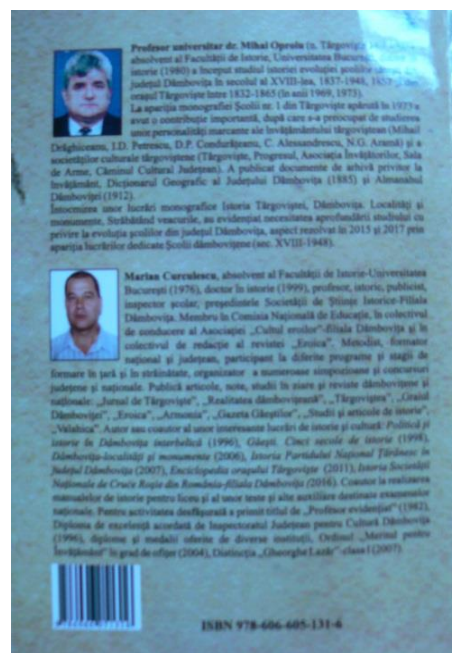 Profesor universitar dr. Mihai Oproiu (n. Târgoviște
absolvent al Facultății de Istorie, Universitatea București,
istorie (1980) a început studiul istoriei evoluției școlilor
județul Dâmbovița în secolul al XVIII-lea, 1837-1948,
orașul Târgoviște între 1832-1865 (în anii 1969, 1973).
La apariția monografiei Școlii nr. 1 din Târgoviște apărută în 1973 a
avut o contribuție importantă, după care s-a preocupat de studierea
unor personalități marcante ale învățământului târgoviștean (Mihail
Drăghiceanu, I.D. Petrescu, D.P. Condurățeanu, C. Alessandrescu, N.G. Aramă) și a
societăților culturale târgoviștene (Târgoviște, Progresul, Asociația Învățătorilor, Sala
de Arme, Căminul Cultural Județean). A publicat documente de arhivă privitor la
învățământ, Dicționarul Geografic al Județului Dâmbovița (1885) și Almanahul
Dâmboviței (1912).
Întocmirea unor lucrări monografice Istoria Târgoviștei, Dâmbovița. Localități și
monumente, Străbătând veacurile, au evidențiat necesitatea aprofundării studiului cu
privire la evoluția școlilor din județul Dâmbovița, aspect rezolvat în 2015 și 2017 prin
apariția lucrărilor dedicate Școlii dâmbovițene (sec. XVIII-1948).
Marian Curculescu, absolvent al Facultății de Istorie-Universitatea
București (1976), doctor în istorie (1999), profesor, istoric, publicist,
inspector școlar, președintele Societății de Științe Istorice-Filiala
Dâmbovița. Membru în Comisia Națională de Educație, în colectivul
de conducere al Asociației „Cultul eroilor”-filiala Dâmbovița și în
colectivul de redacție al revistei „Eroica”. Metodist, formator
național și județean, participant la diferite programe și stagii de
formare în țară și în străinătate, organizator a numeroase simpozioane și concursuri
județene și naționale. Publică articole, note, studii în ziare și reviste dâmbovițene și
naționale: „Jurnal de Târgoviște”, „Realitatea dâmbovițeană”, „Târgoviștea”, „Graiul
Dâmboviței”, „Eroica”, „Armonia”, „Gazeta Găeștilor”, „Studii și articole de istorie”,
„Valahica”. Autor sau coautor al unor interesante lucrări de istorie și cultură: Politică și
istorie în Dâmbovița interbelică (1996), Găești. Cinci secole de istorie (1998),
Dâmbovița-localități și monumente (2006), Istoria Partidului Național Țărănesc în
județul Dâmbovița (2007), Enciclopedia orașului Târgoviște (2011), Istoria Societății
Naționale de Cruce Roșie din România-filiala Dâmbovița (2016). Coautor la realizarea
manualelor de istorie pentru liceu și al unor teste și alte auxiliare destinate examenelor
naționale. Pentru activitatea desfășurată a primit titlul de „Profesor evidențiat” (1982),
Diploma de excelență acordată de Inspectoratul Județean pentru Cultură Dâmbovița
(1996), diplome și medalii oferite de diverse instituții, Ordinul „Meritul pentru
Învățământ” în grad de ofițer (2004), Distincția „Gheorghe Lazăr”-clasa I (2007).
ISBN 978-606-605-131-6